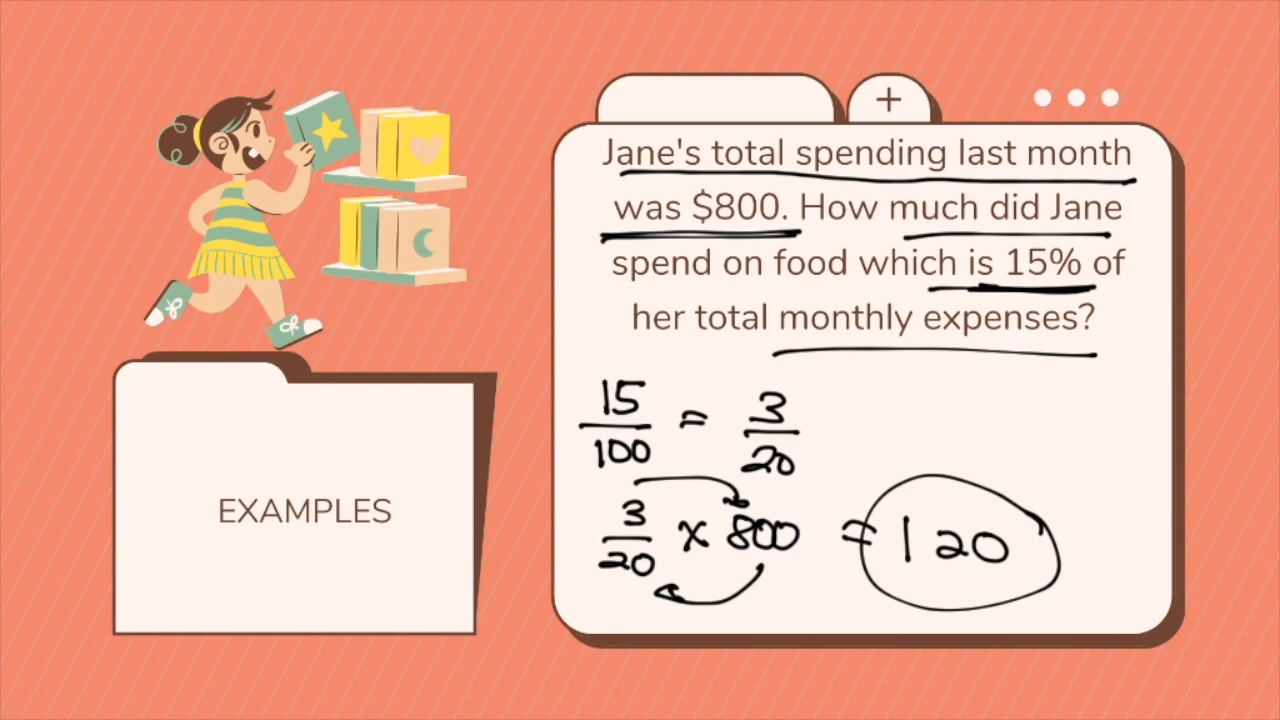 +
Jane's total spending last month
was $800. How much did Jane
spend on food which is 15% of
her total monthly expenses?
15/100 = 3/20
3/20 x 800 = 120
EXAMPLES